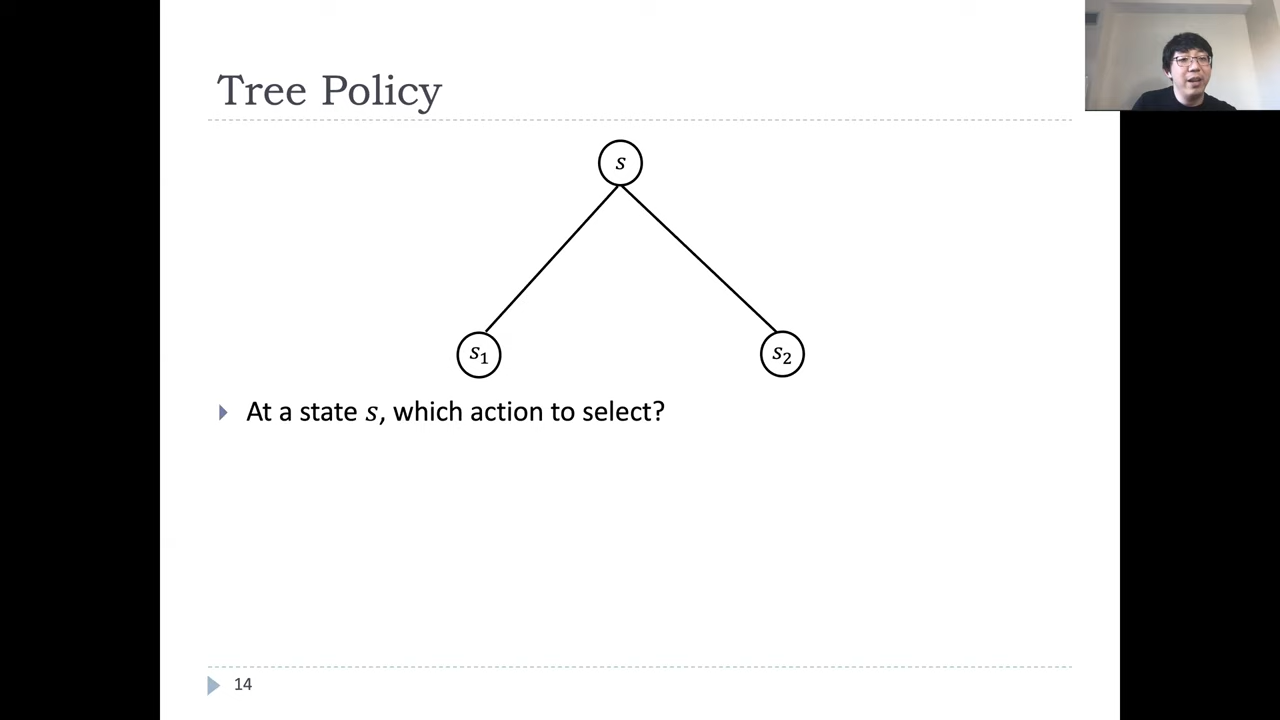 Tree Policy
s
s₁
s₂
At a state s, which action to select?
14